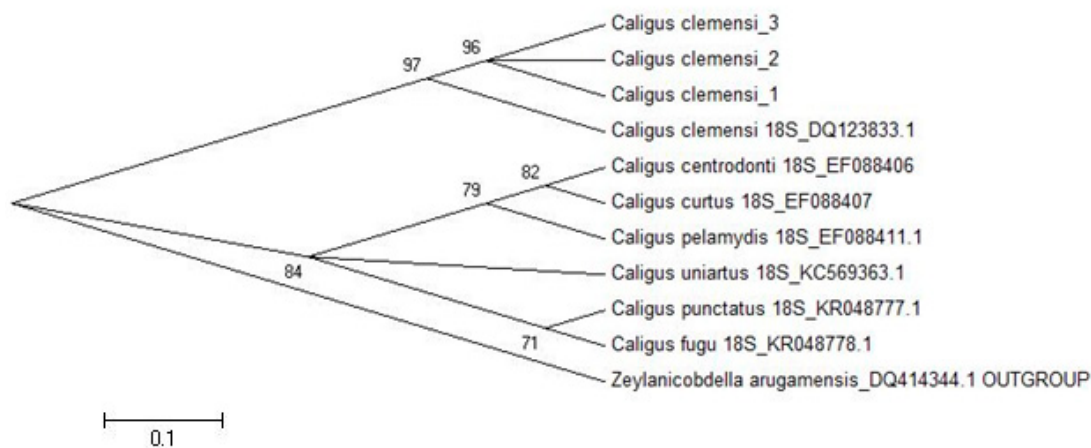 Caligus clemensi_3
96
Caligus clemensi_2
97
Caligus clemensi_1
Caligus clemensi 18S_DQ123833.1
Caligus centrodonti 18S_EF088406
82
79
Caligus curtus 18S_EF088407
Caligus pelamydis 18S_EF088411.1
84
Caligus uniartus 18S_KC569363.1
Caligus punctatus 18S_KR048777.1
71
Caligus fugu 18S_KR048778.1
Zeylanicobdella arugamensis_DQ414344.1 OUTGROUP
0.1